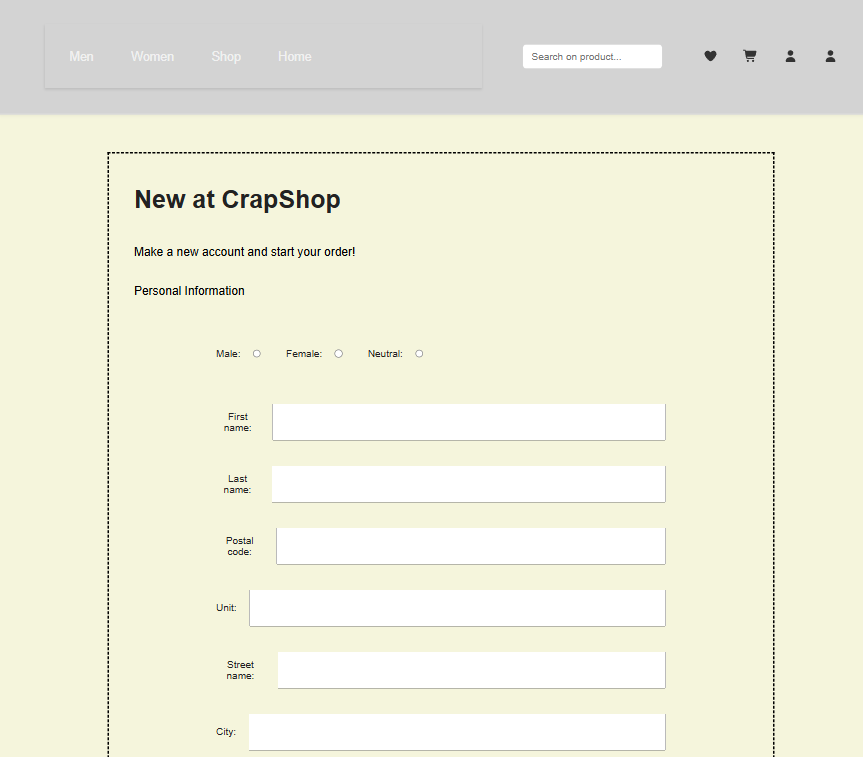 Men Women Shop Home Search on product...
New at CrapShop
Make a new account and start your order!
Personal Information
Male: Female: Neutral:
First
name:
Last
name:
Postal
code:
Unit:
Street
name:
City: